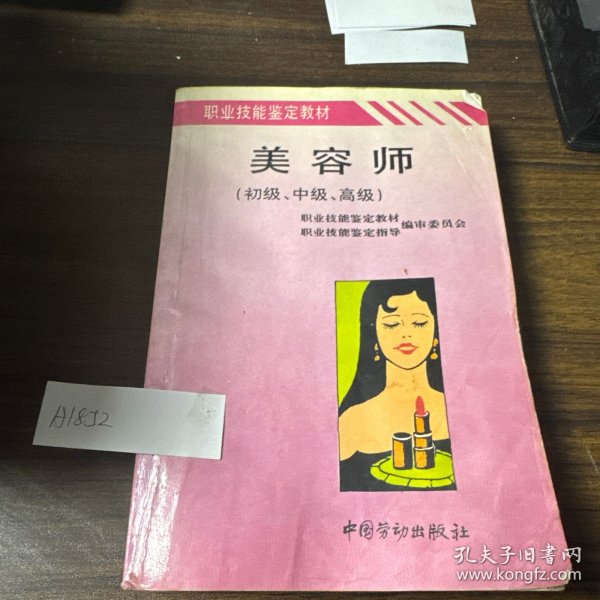 职业技能鉴定教材
美容师
(初级、中级、高级)
职业技能鉴定教材
职业技能鉴定指导
编审委员会
A1852
中国劳动出版社
孔夫子旧书网
www.kongfz.com